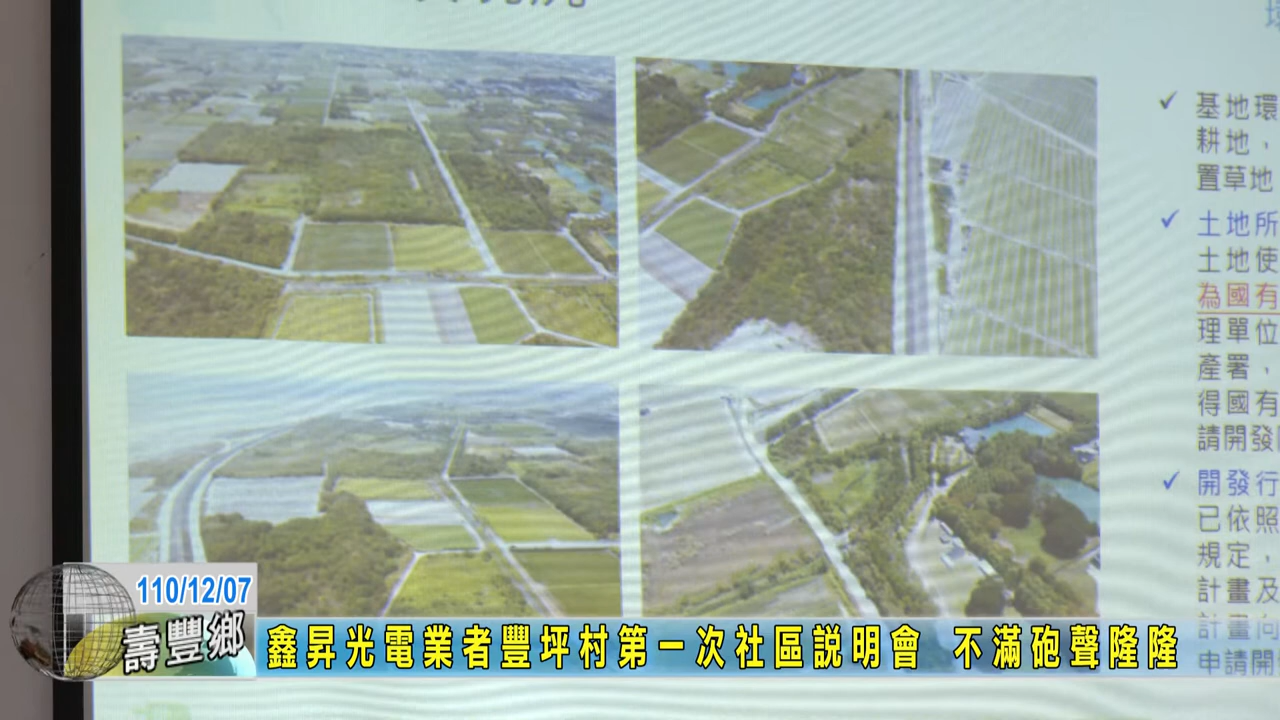 基地環
耕地，
置草地
土地所
土地使
為國有
理單位
產署，
得國有
請開發
開發行
已依照
規定，
計畫及
計畫向
申請開
110/12/07
壽豐鄉
鑫昇光電業者豐坪村第一次社區説明會 不滿砲聲隆隆